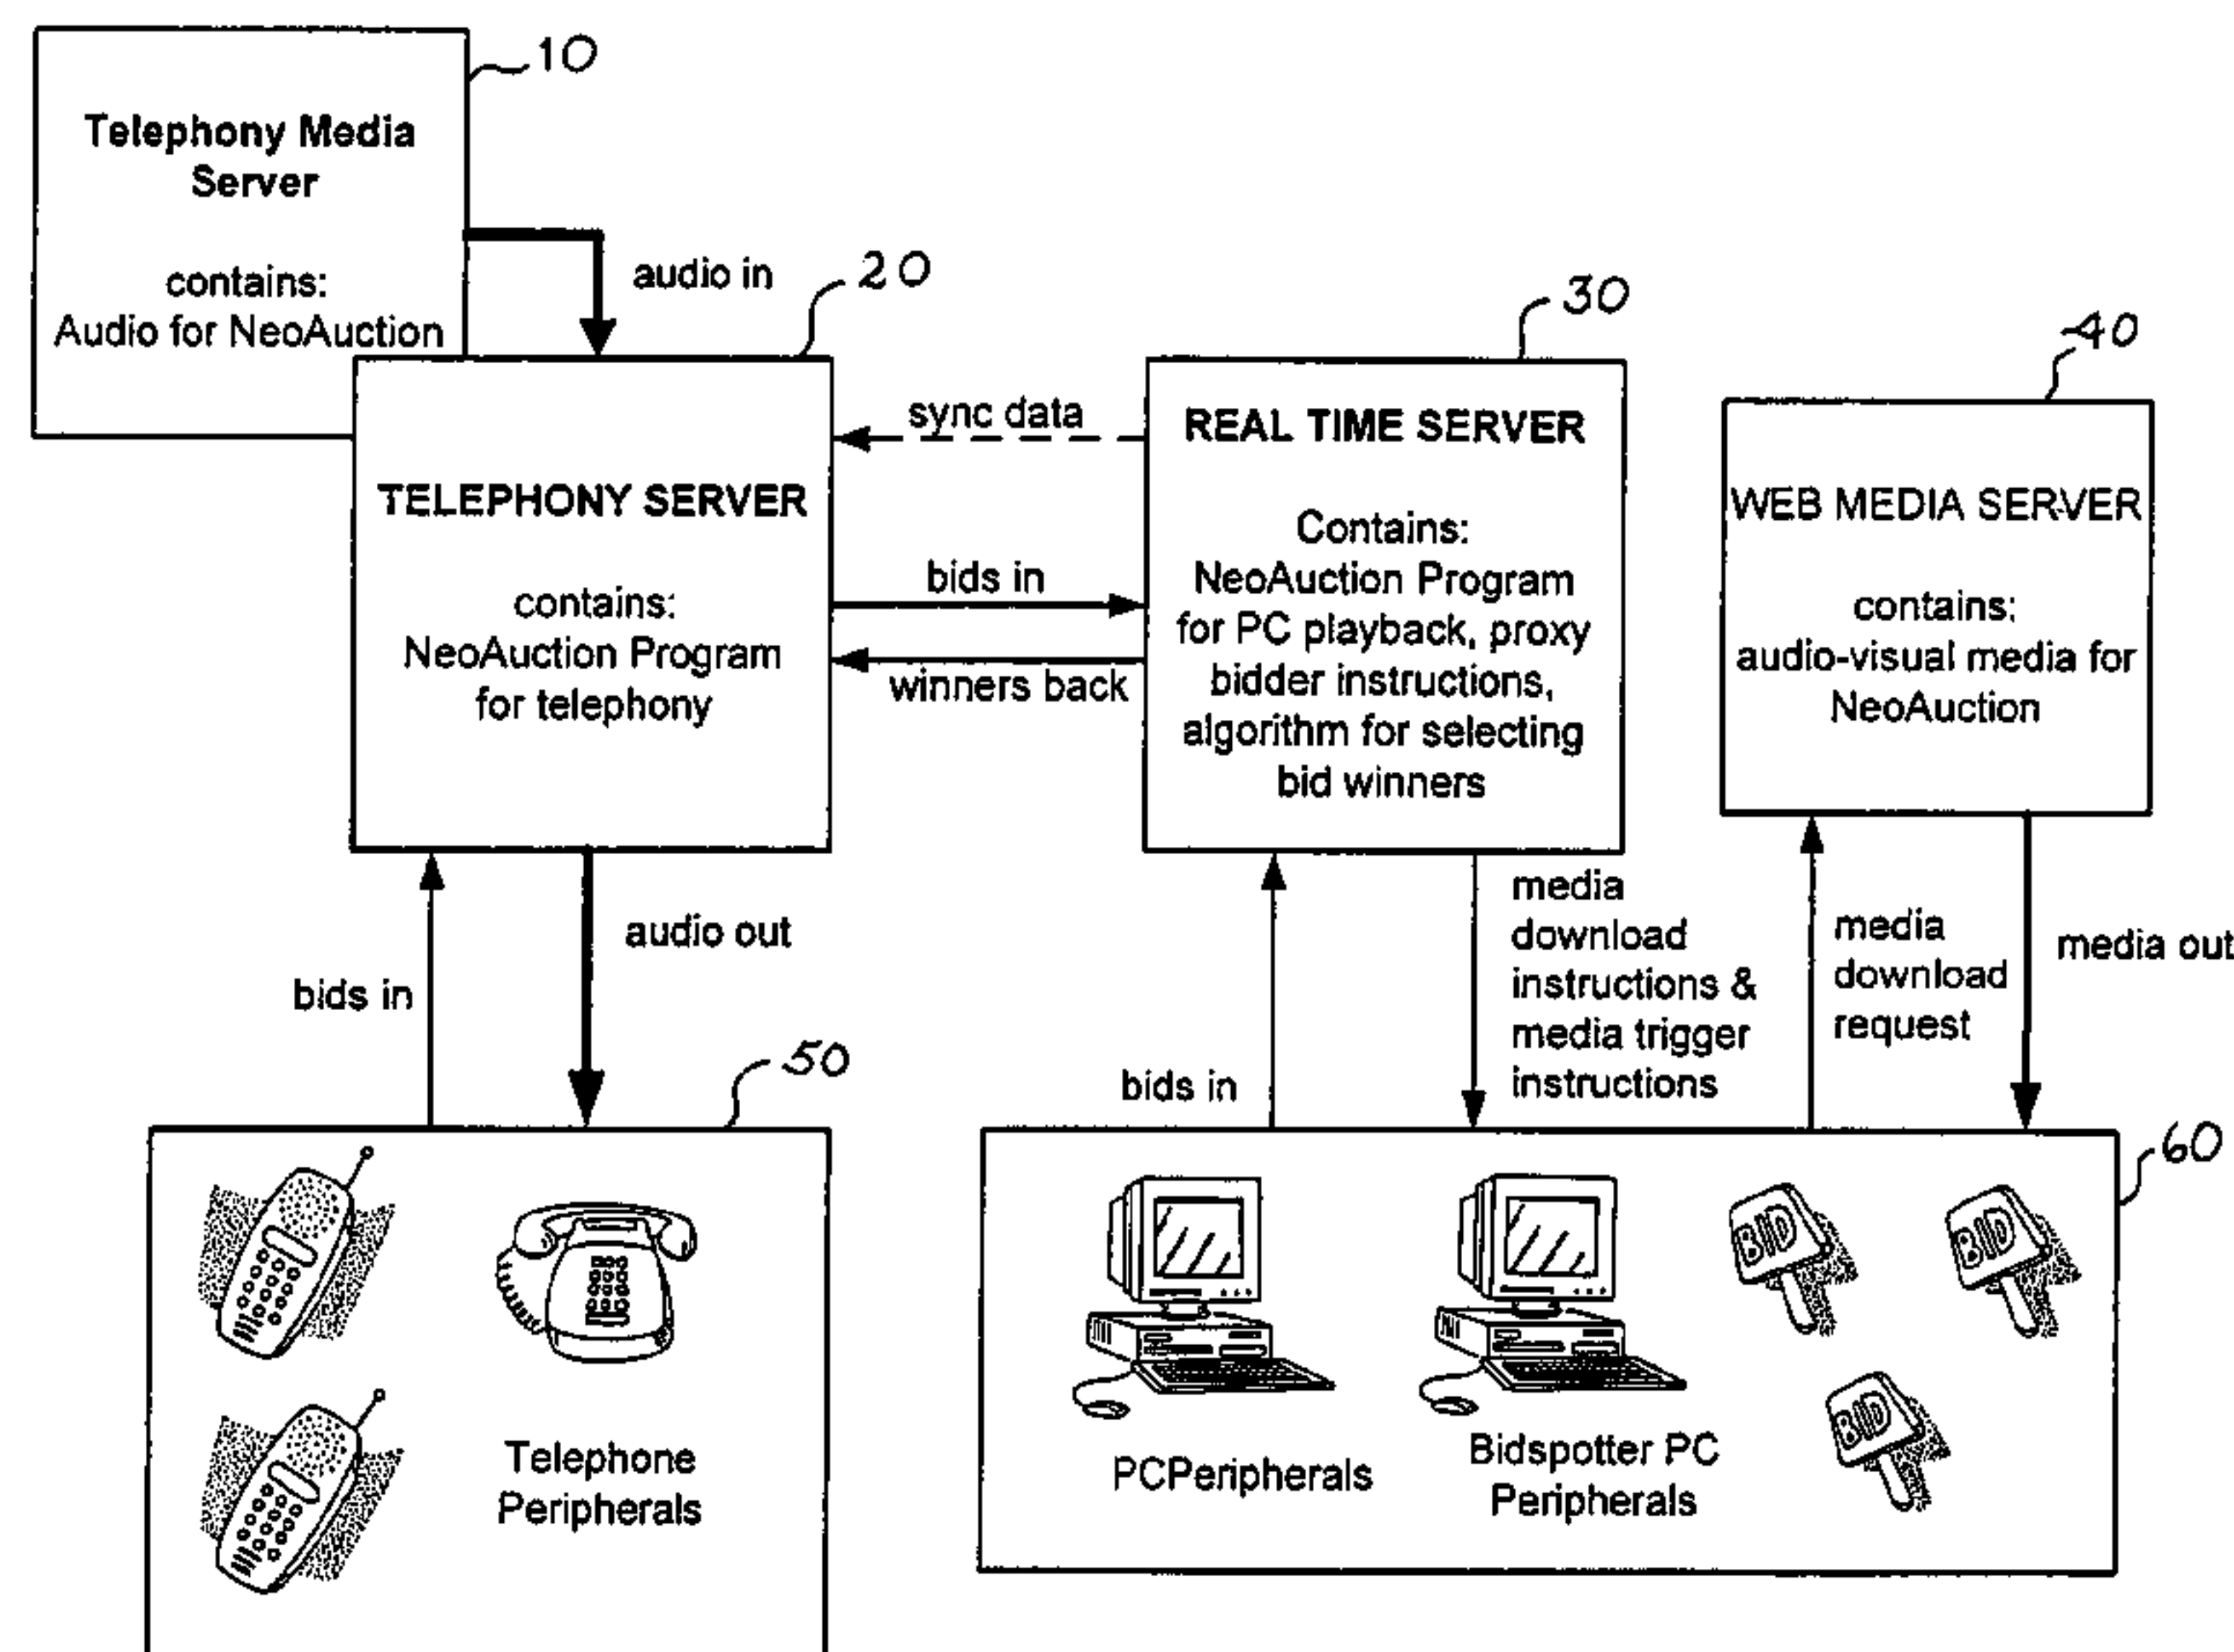 10
Telephony Media
Server
contains:
Audio for NeoAuction
audio in
20
TELEPHONY SERVER
contains:
NeoAuction Program
for telephony
sync data
bids in
winners back
30
REAL TIME SERVER
Contains:
NeoAuction Program
for PC playback, proxy
bidder instructions,
algorithm for selecting
bid winners
40
WEB MEDIA SERVER
contains:
audio-visual media for
NeoAuction
bids in
audio out
bids in
media
download
instructions &
media trigger
instructions
media
download
request
media out
50
Telephone
Peripherals
60
PCPeripherals
Bidspotter PC
Peripherals
BID
BID
BID